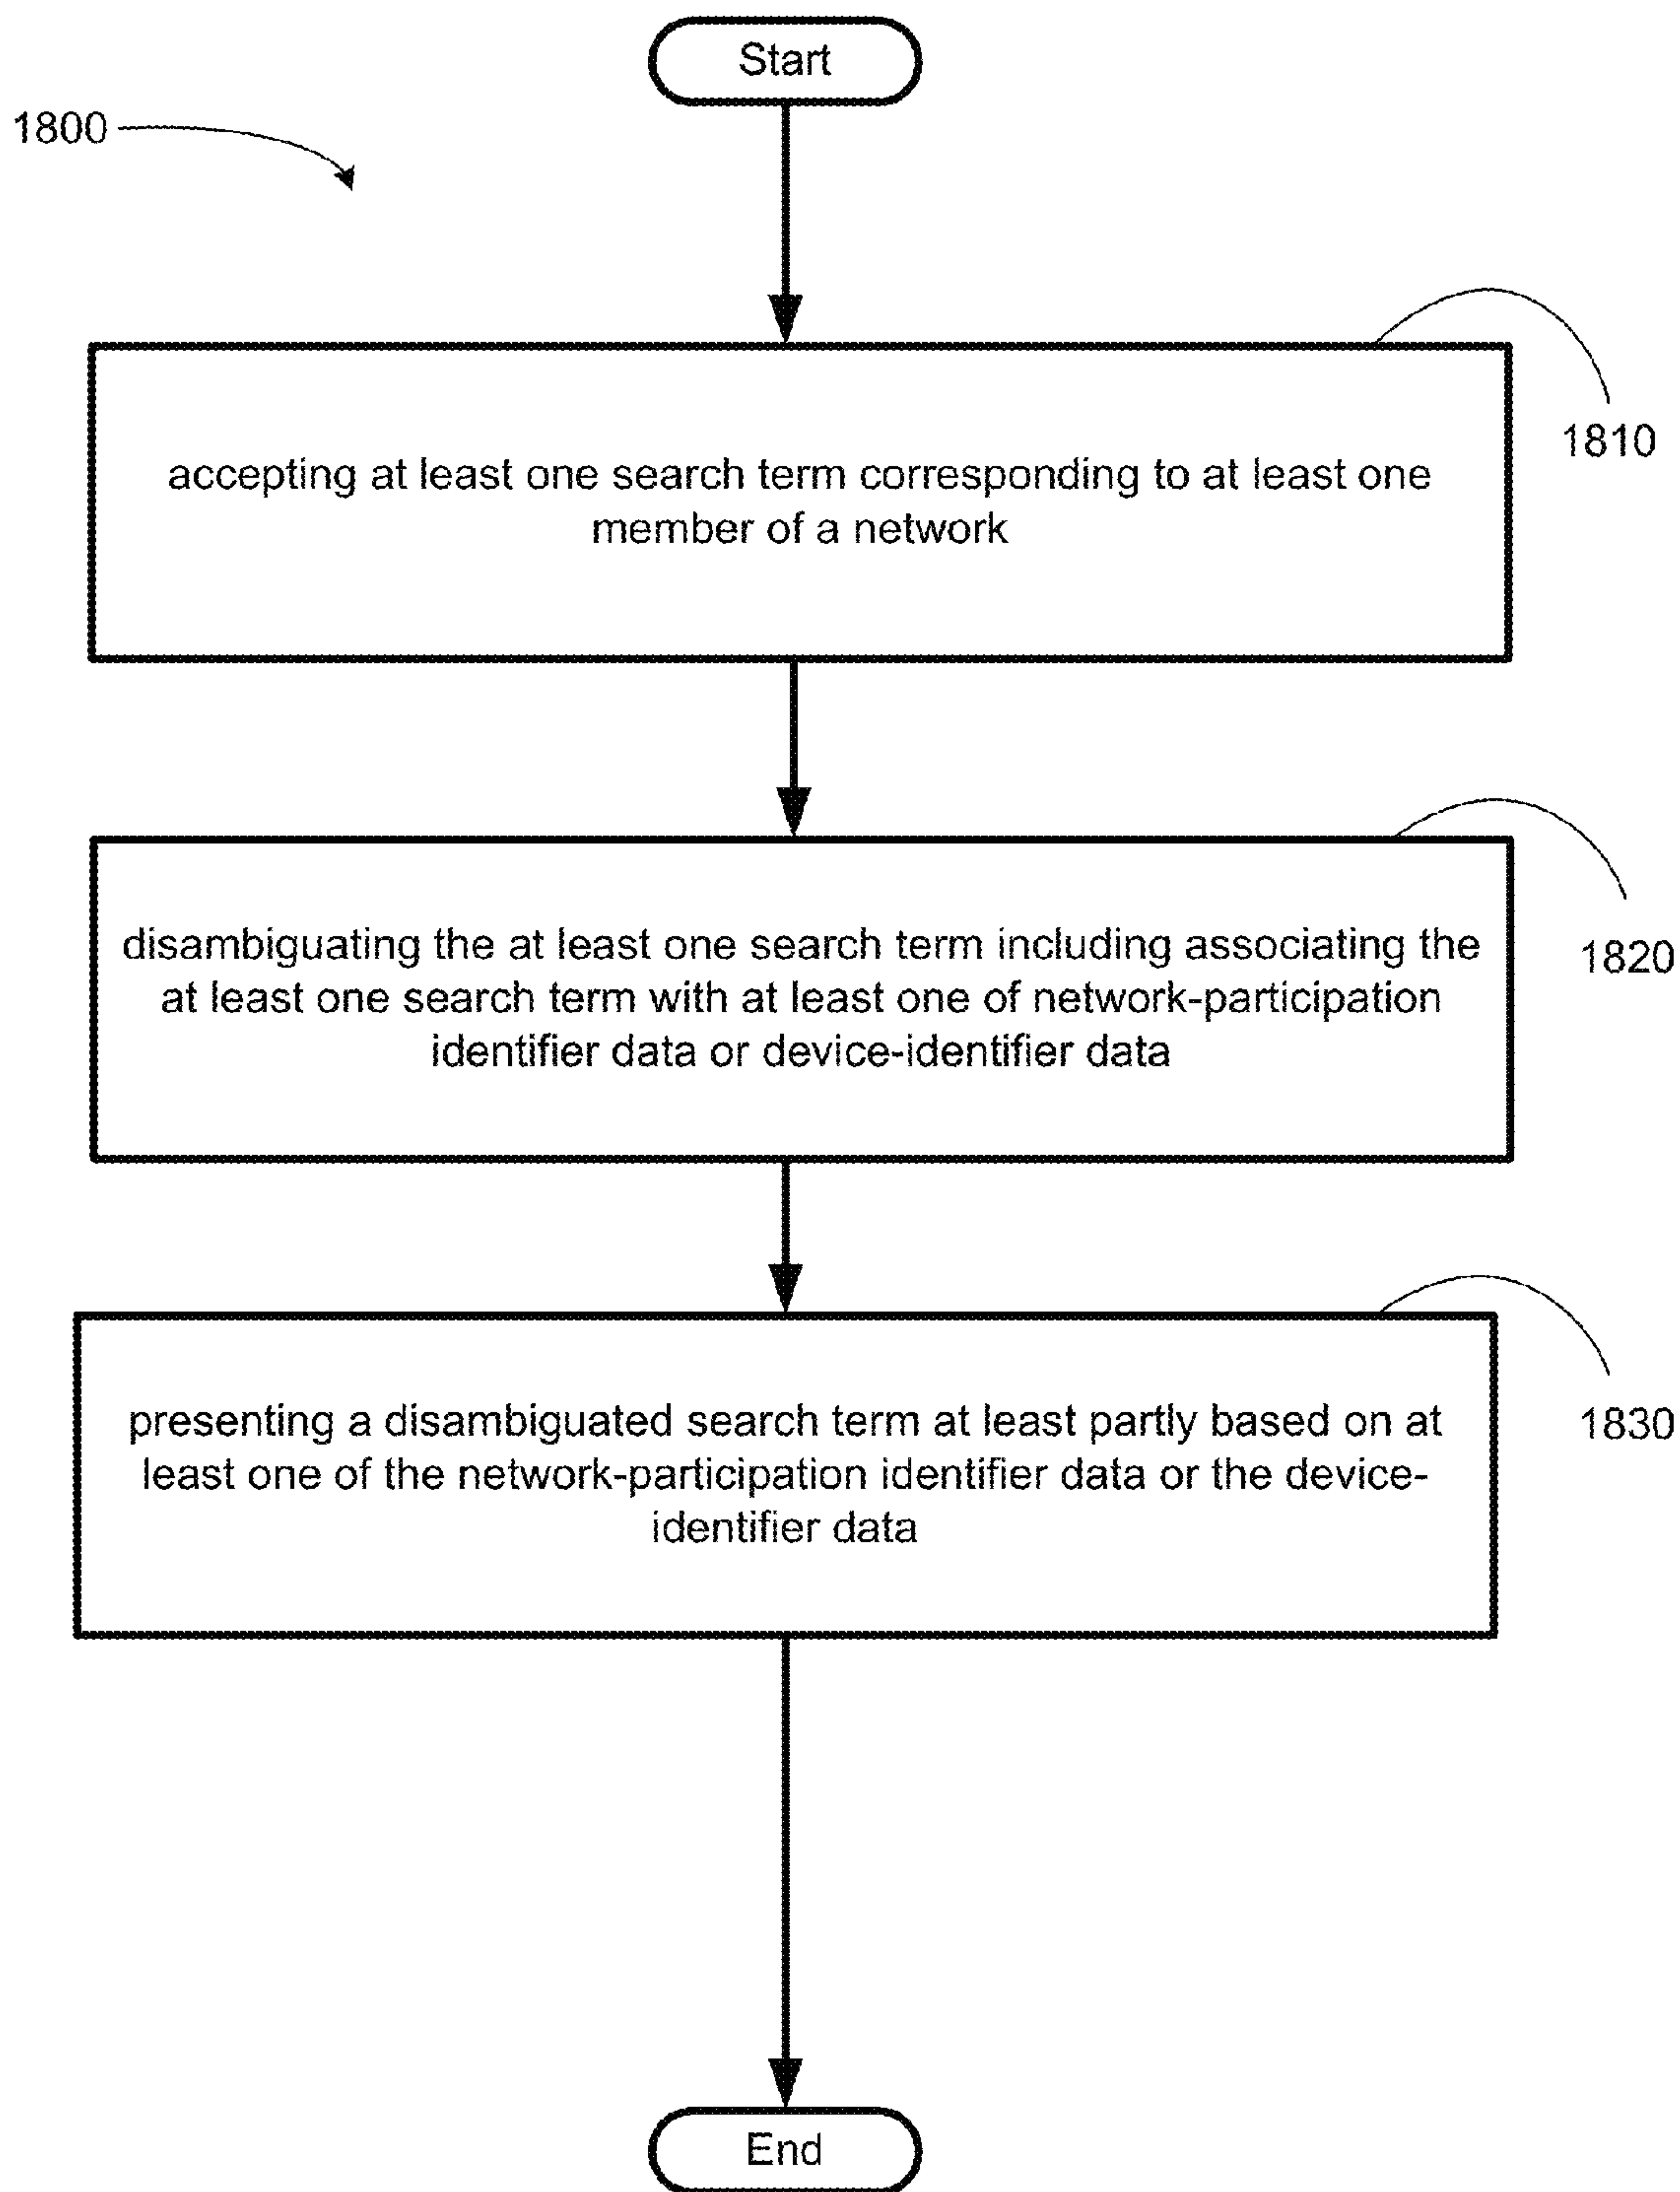 Start
1800
accepting at least one search term corresponding to at least one
member of a network
1810
disambiguating the at least one search term including associating the
at least one search term with at least one of network-participation
identifier data or device-identifier data
1820
presenting a disambiguated search term at least partly based on at
least one of the network-participation identifier data or the device-
identifier data
1830
End